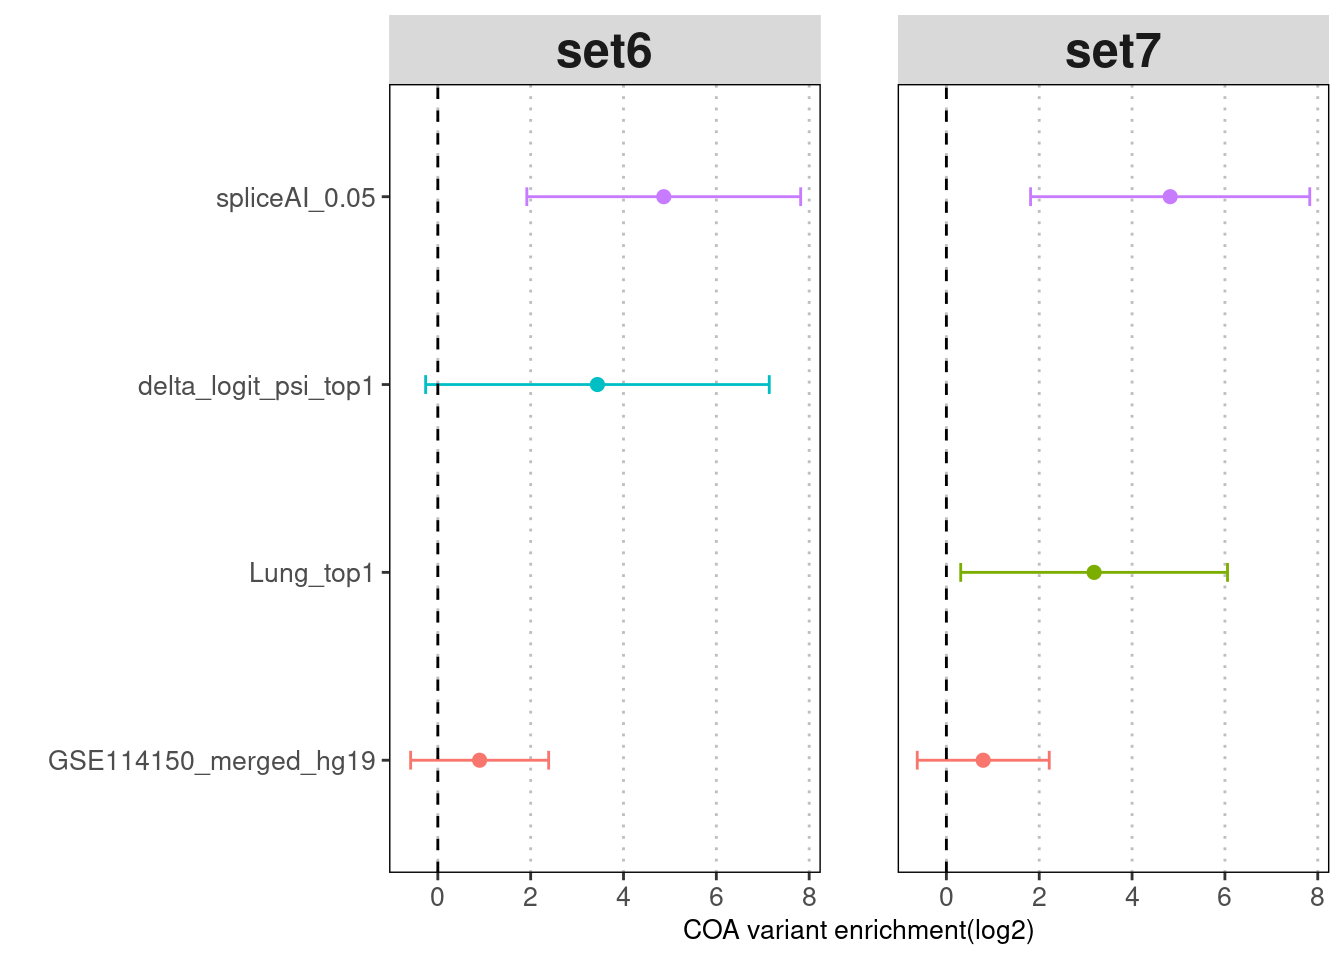 set6 set7
spliceAI_0.05
delta_logit_psi_top1
Lung_top1
GSE114150_merged_hg19
0 2 4 6 8 0 2 4 6 8
COA variant enrichment(log2)